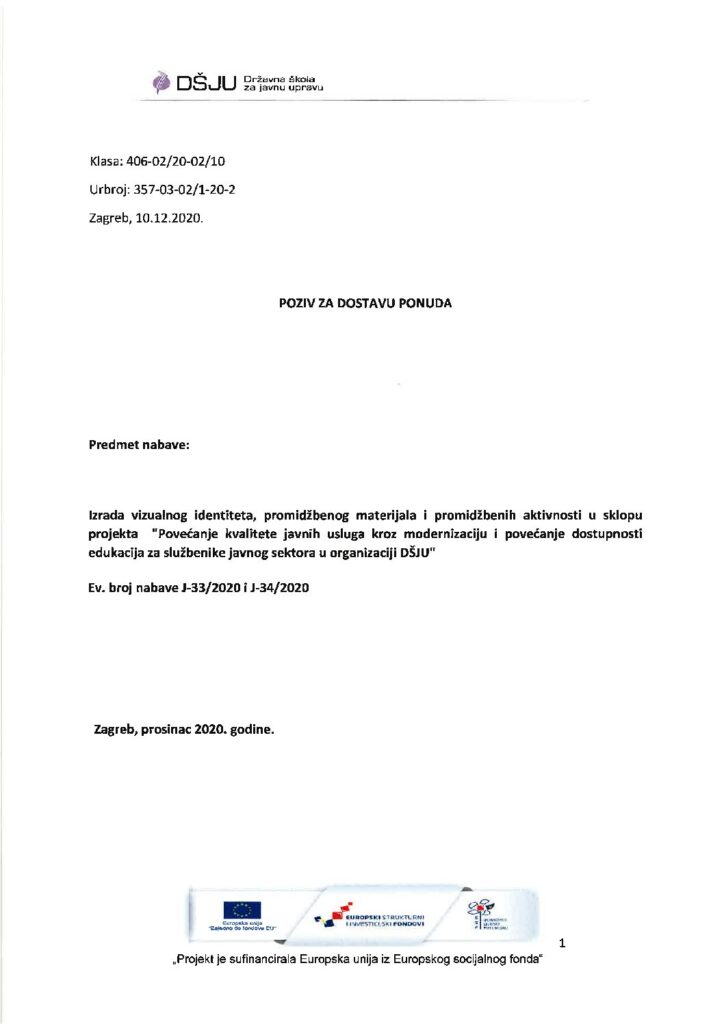 DŠJU Državna škola
za javnu upravu
Klasa: 406-02/20-02/10
Urbroj: 357-03-02/1-20-2
Zagreb, 10.12.2020.
POZIV ZA DOSTAVU PONUDA
Predmet nabave:
Izrada vizualnog identiteta, promidžbenog materijala i promidžbenih aktivnosti u sklopu
projekta "Povećanje kvalitete javnih usluga kroz modernizaciju i povećanje dostupnosti
edukacija za službenike javnog sektora u organizaciji DŠJU"
Ev. broj nabave J-33/2020 i J-34/2020
Zagreb, prosinac 2020. godine.
Europska unija
"Zajedno do fondova EU"
EUROPSKI STRUKTURNI
I INVESTICIJSKI FONDOVI
1
„Projekt je sufinancirala Europska unija iz Europskog socijalnog fonda“